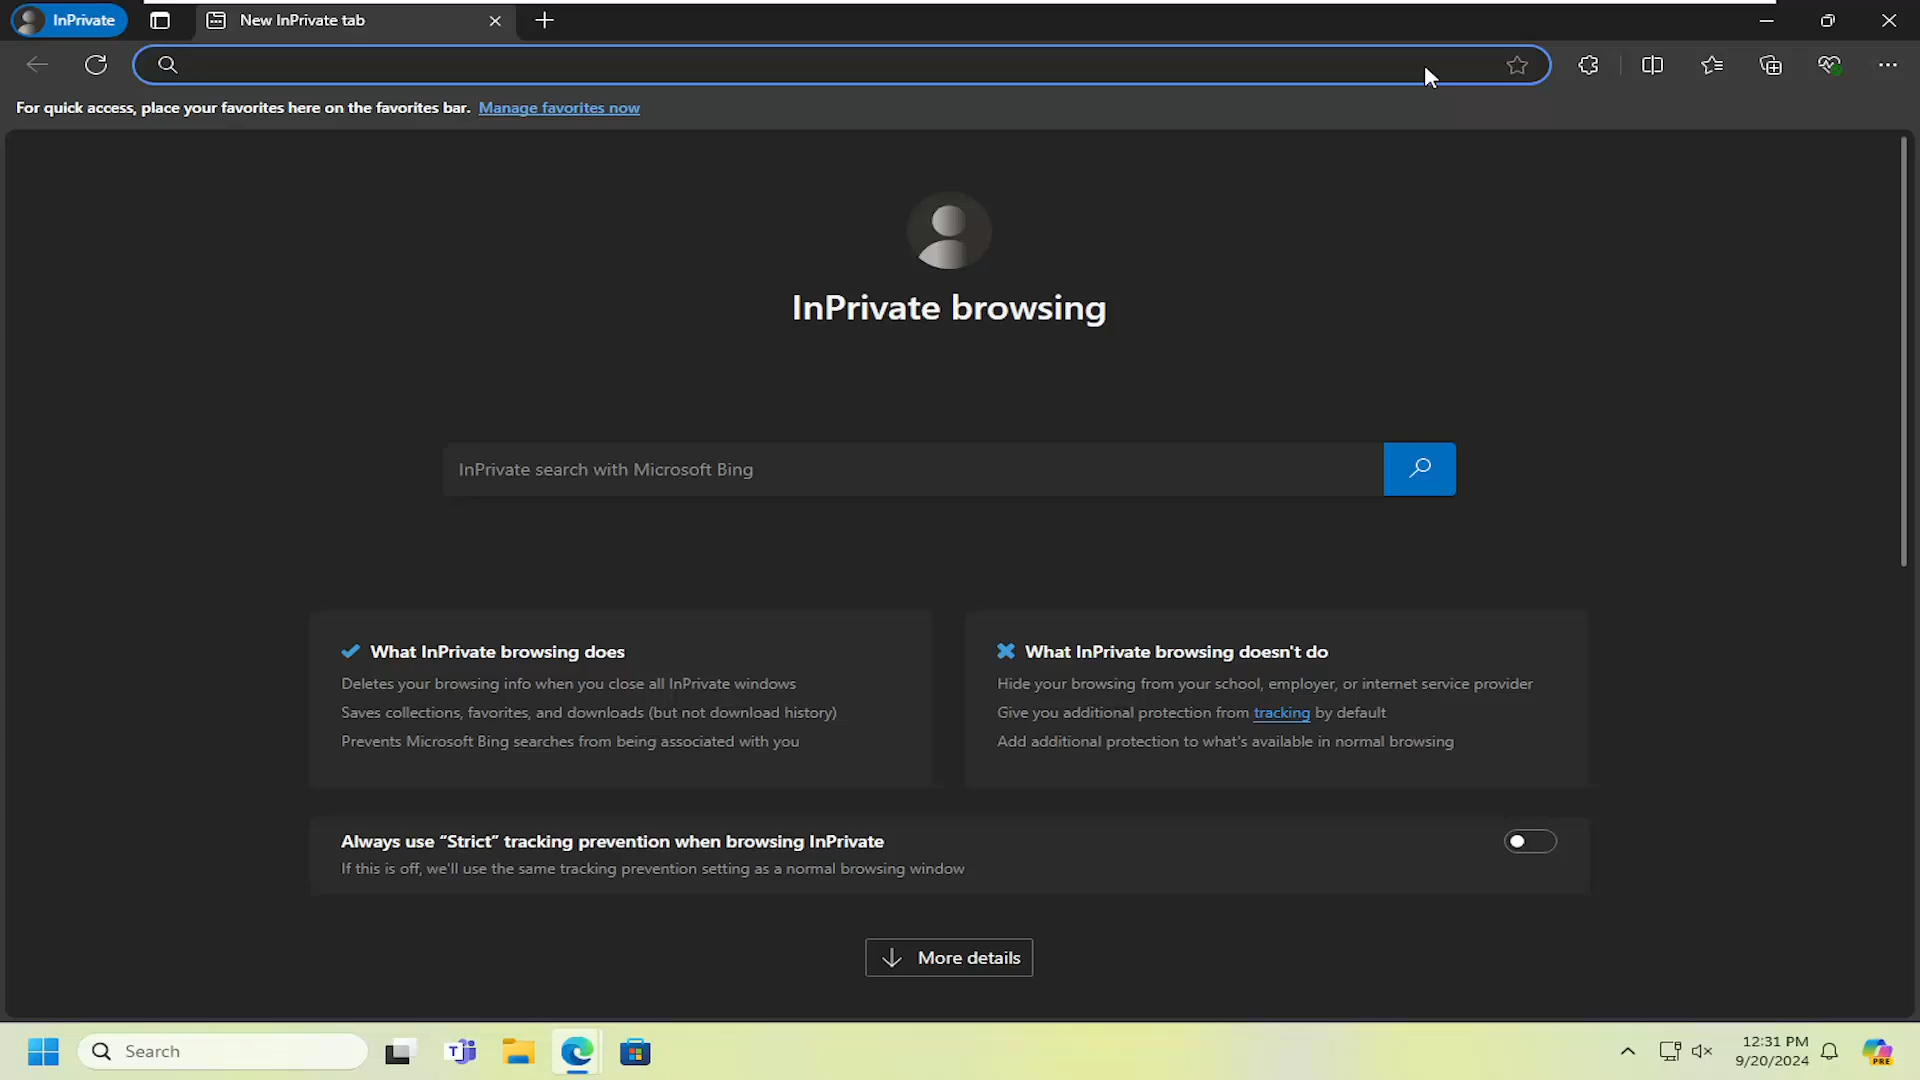 InPrivate
New InPrivate tab
For quick access, place your favorites here on the favorites bar. Manage favorites now
InPrivate browsing
InPrivate search with Microsoft Bing
What InPrivate browsing does
Deletes your browsing info when you close all InPrivate windows
Saves collections, favorites, and downloads (but not download history)
Prevents Microsoft Bing searches from being associated with you
What InPrivate browsing doesn't do
Hide your browsing from your school, employer, or internet service provider
Give you additional protection from tracking by default
Add additional protection to what's available in normal browsing
Always use “Strict” tracking prevention when browsing InPrivate
If this is off, we'll use the same tracking prevention setting as a normal browsing window
More details
Search
12:31 PM
9/20/2024
PRE